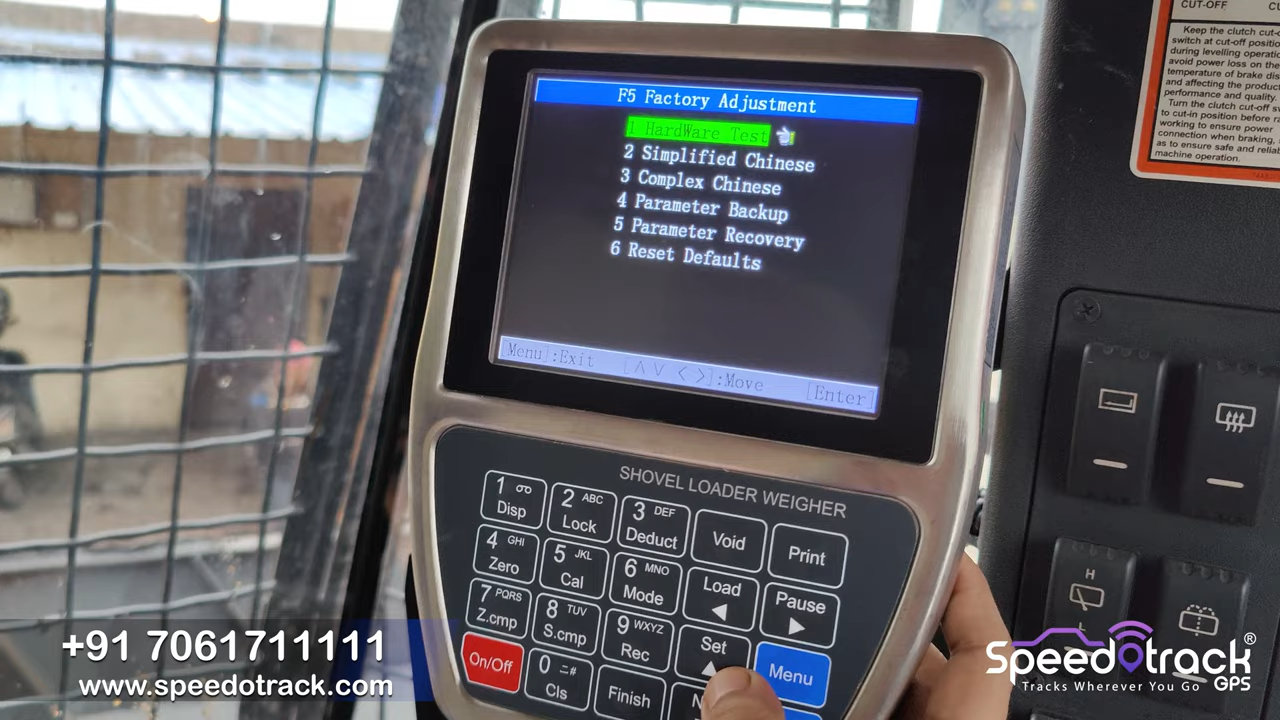 F5 Factory Adjustment
1 HardWare Test
2 Simplified Chinese
3 Complex Chinese
4 Parameter Backup
5 Parameter Recovery
6 Reset Defaults
[Menu]:Exit [∧∨<>]:Move [Enter]
SHOVEL LOADER WEIGHER
1 Disp
2 ABC Lock
3 DEF Deduct
Void
Print
4 GHI Zero
5 JKL Cal
6 MNO Mode
Load ◀
Pause ▶
7 PQRS Z.cmp
8 TUV S.cmp
9 WXYZ Rec
Set ▲
Menu
On/Off
0 Cls
Finish
CUT-OFF
Keep the clutch cut-
switch at cut-off position
during levelling operation
avoid power loss on the
temperature of brake di
and affecting the product
performance and quality.
Turn the clutch cut-off s
to cut-in position before
working to ensure power
connection when braking,
as to ensure safe and relia
machine operation.
H
L
+91 7061711111
www.speedotrack.com
Speedotrack®
GPS
Tracks Wherever You Go